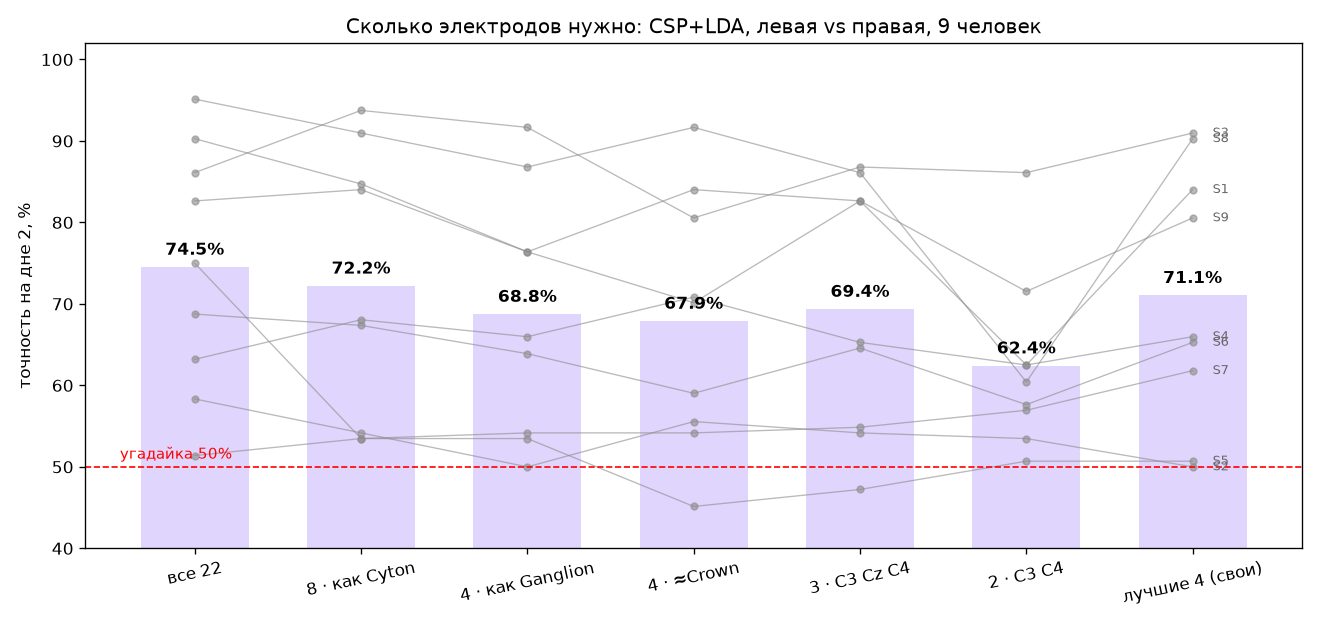 Сколько электродов нужно: CSP+LDA, левая vs правая, 9 человек
точность на дне 2, %
100
90
80
70
60
50
40
74.5%
72.2%
68.8%
67.9%
69.4%
62.4%
71.1%
угадайка 50%
S3
S8
S1
S9
S4
S6
S7
S5
S2
все 22
8 · как Cyton
4 · как Ganglion
4 · ≈Crown
3 · C3 Cz C4
2 · C3 C4
лучшие 4 (свои)